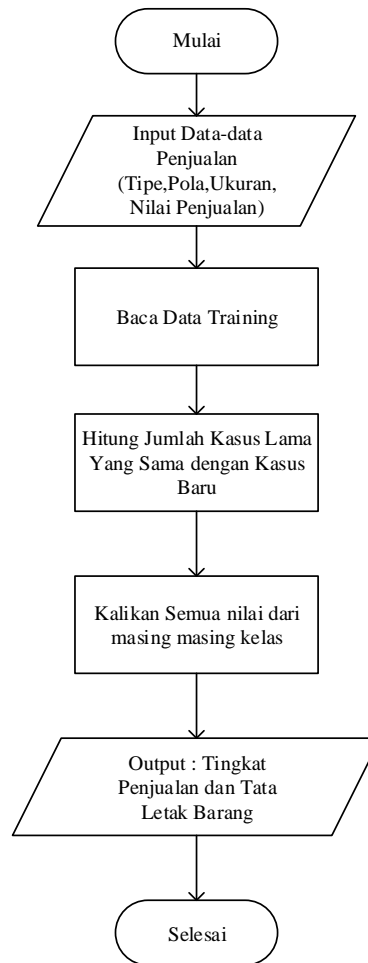 Mulai
Input Data-data
Penjualan
(Tipe,Pola,Ukuran,
Nilai Penjualan)
Baca Data Training
Hitung Jumlah Kasus Lama
Yang Sama dengan Kasus
Baru
Kalikan Semua nilai dari
masing masing kelas
Output : Tingkat
Penjualan dan Tata
Letak Barang
Selesai